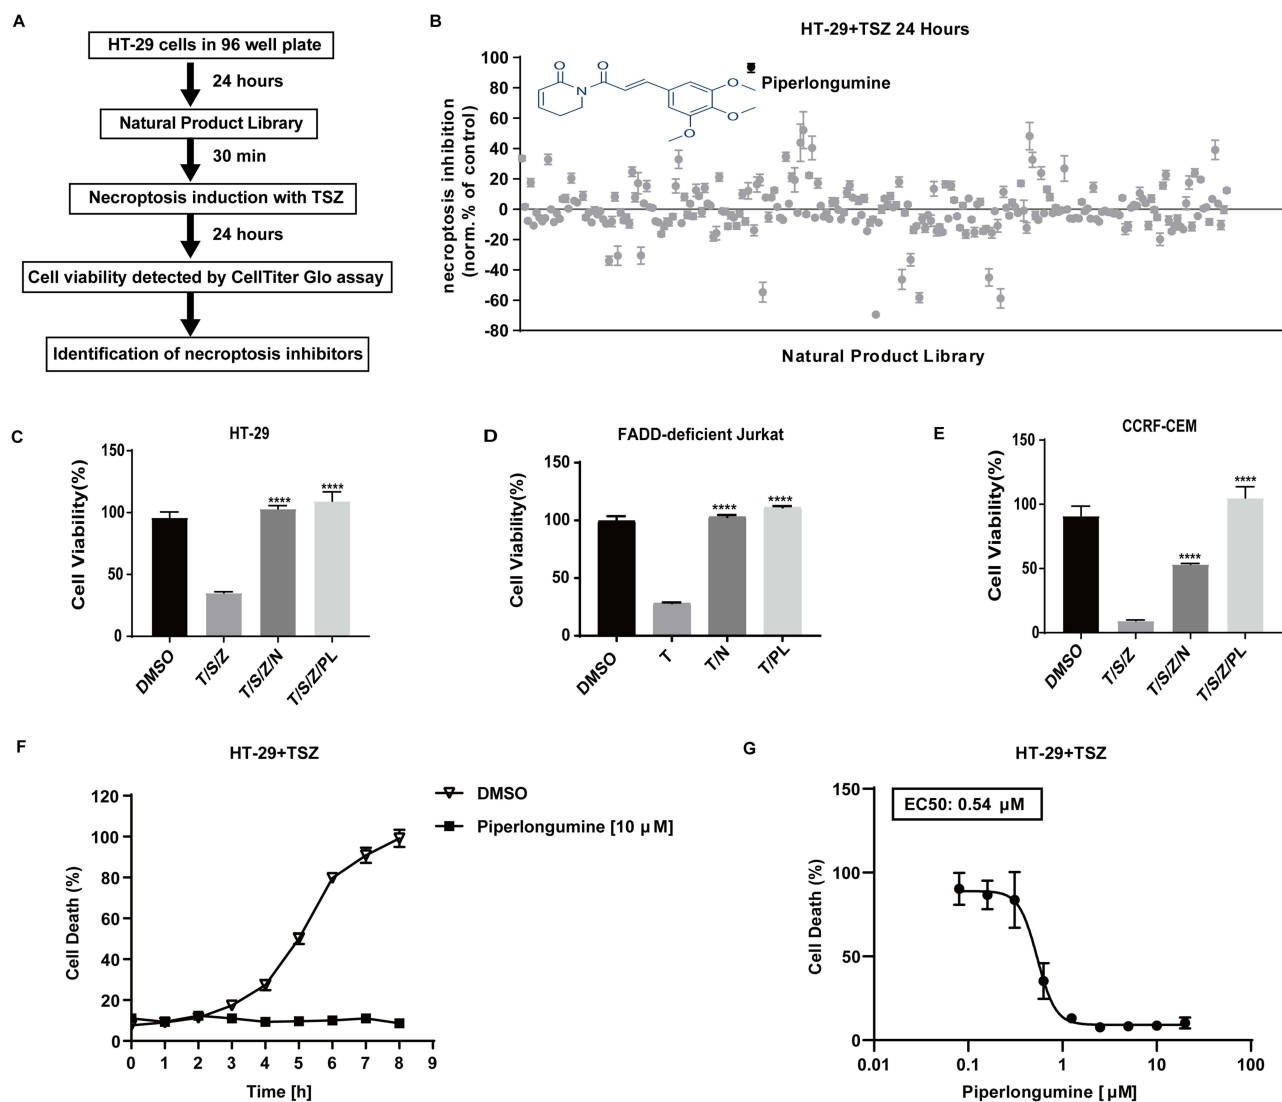 A
HT-29 cells in 96 well plate
24 hours
Natural Product Library
30 min
Necroptosis induction with TSZ
24 hours
Cell viability detected by CellTiter Glo assay
Identification of necroptosis inhibitors
B
HT-29+TSZ 24 Hours
necroptosis inhibition
(norm. % of control)
100
80
60
40
20
0
-20
-40
-60
-80
O
O
N
O
O
O
Piperlongumine
Natural Product Library
C
HT-29
Cell Viability(%)
150
100
50
0
****
****
DMSO
T/S/Z
T/S/Z/N
T/S/Z/PL
D
FADD-deficient Jurkat
Cell Viability(%)
150
100
50
0
****
****
DMSO
T
T/N
T/PL
E
CCRF-CEM
Cell Viability(%)
150
100
50
0
****
****
DMSO
T/S/Z
T/S/Z/N
T/S/Z/PL
F
HT-29+TSZ
Cell Death (%)
120
100
80
60
40
20
0
0 1 2 3 4 5 6 7 8 9
Time [h]
DMSO
Piperlongumine [10 μM]
G
HT-29+TSZ
EC50: 0.54 μM
Cell Death (%)
150
100
50
0
0.01 0.1 1 10 100
Piperlongumine [μM]